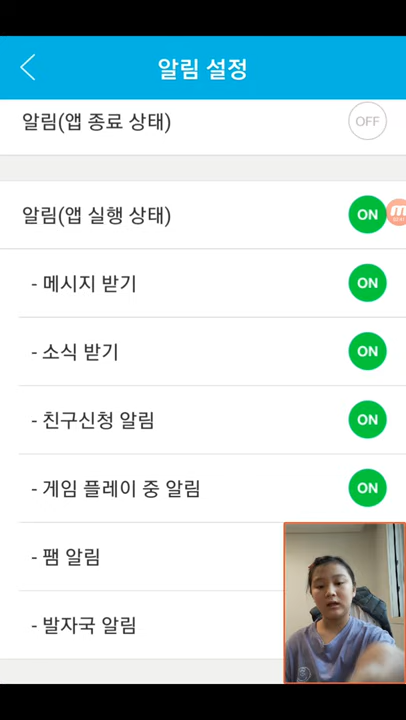 알림 설정
알림(앱 종료 상태)
OFF
알림(앱 실행 상태)
ON
- 메시지 받기
ON
- 소식 받기
ON
- 친구신청 알림
ON
- 게임 플레이 중 알림
ON
- 팸 알림
- 발자국 알림